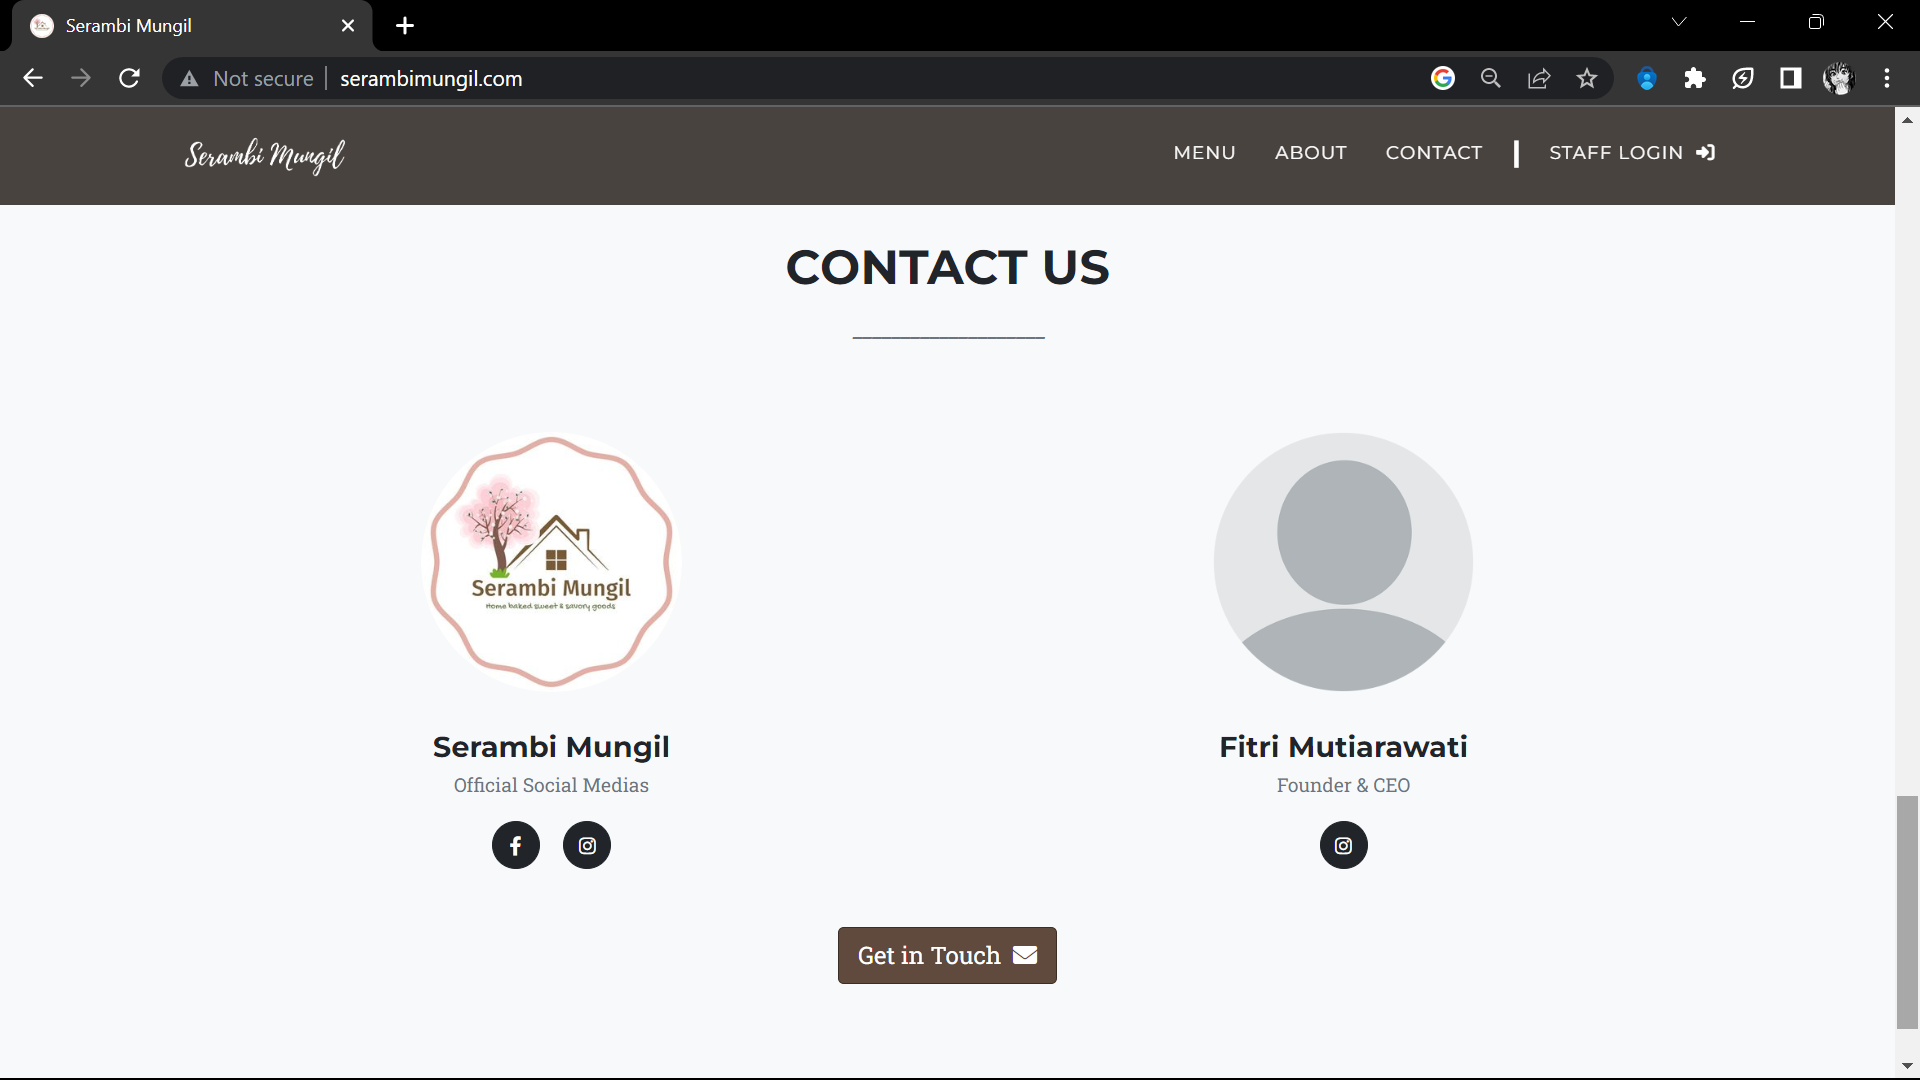 Serambi Mungil
Not secure serambimungil.com
Serambi Mungil
MENU ABOUT CONTACT STAFF LOGIN
CONTACT US
Serambi Mungil
Home baked sweet & savory goods
Serambi Mungil
Official Social Medias
Fitri Mutiarawati
Founder & CEO
Get in Touch